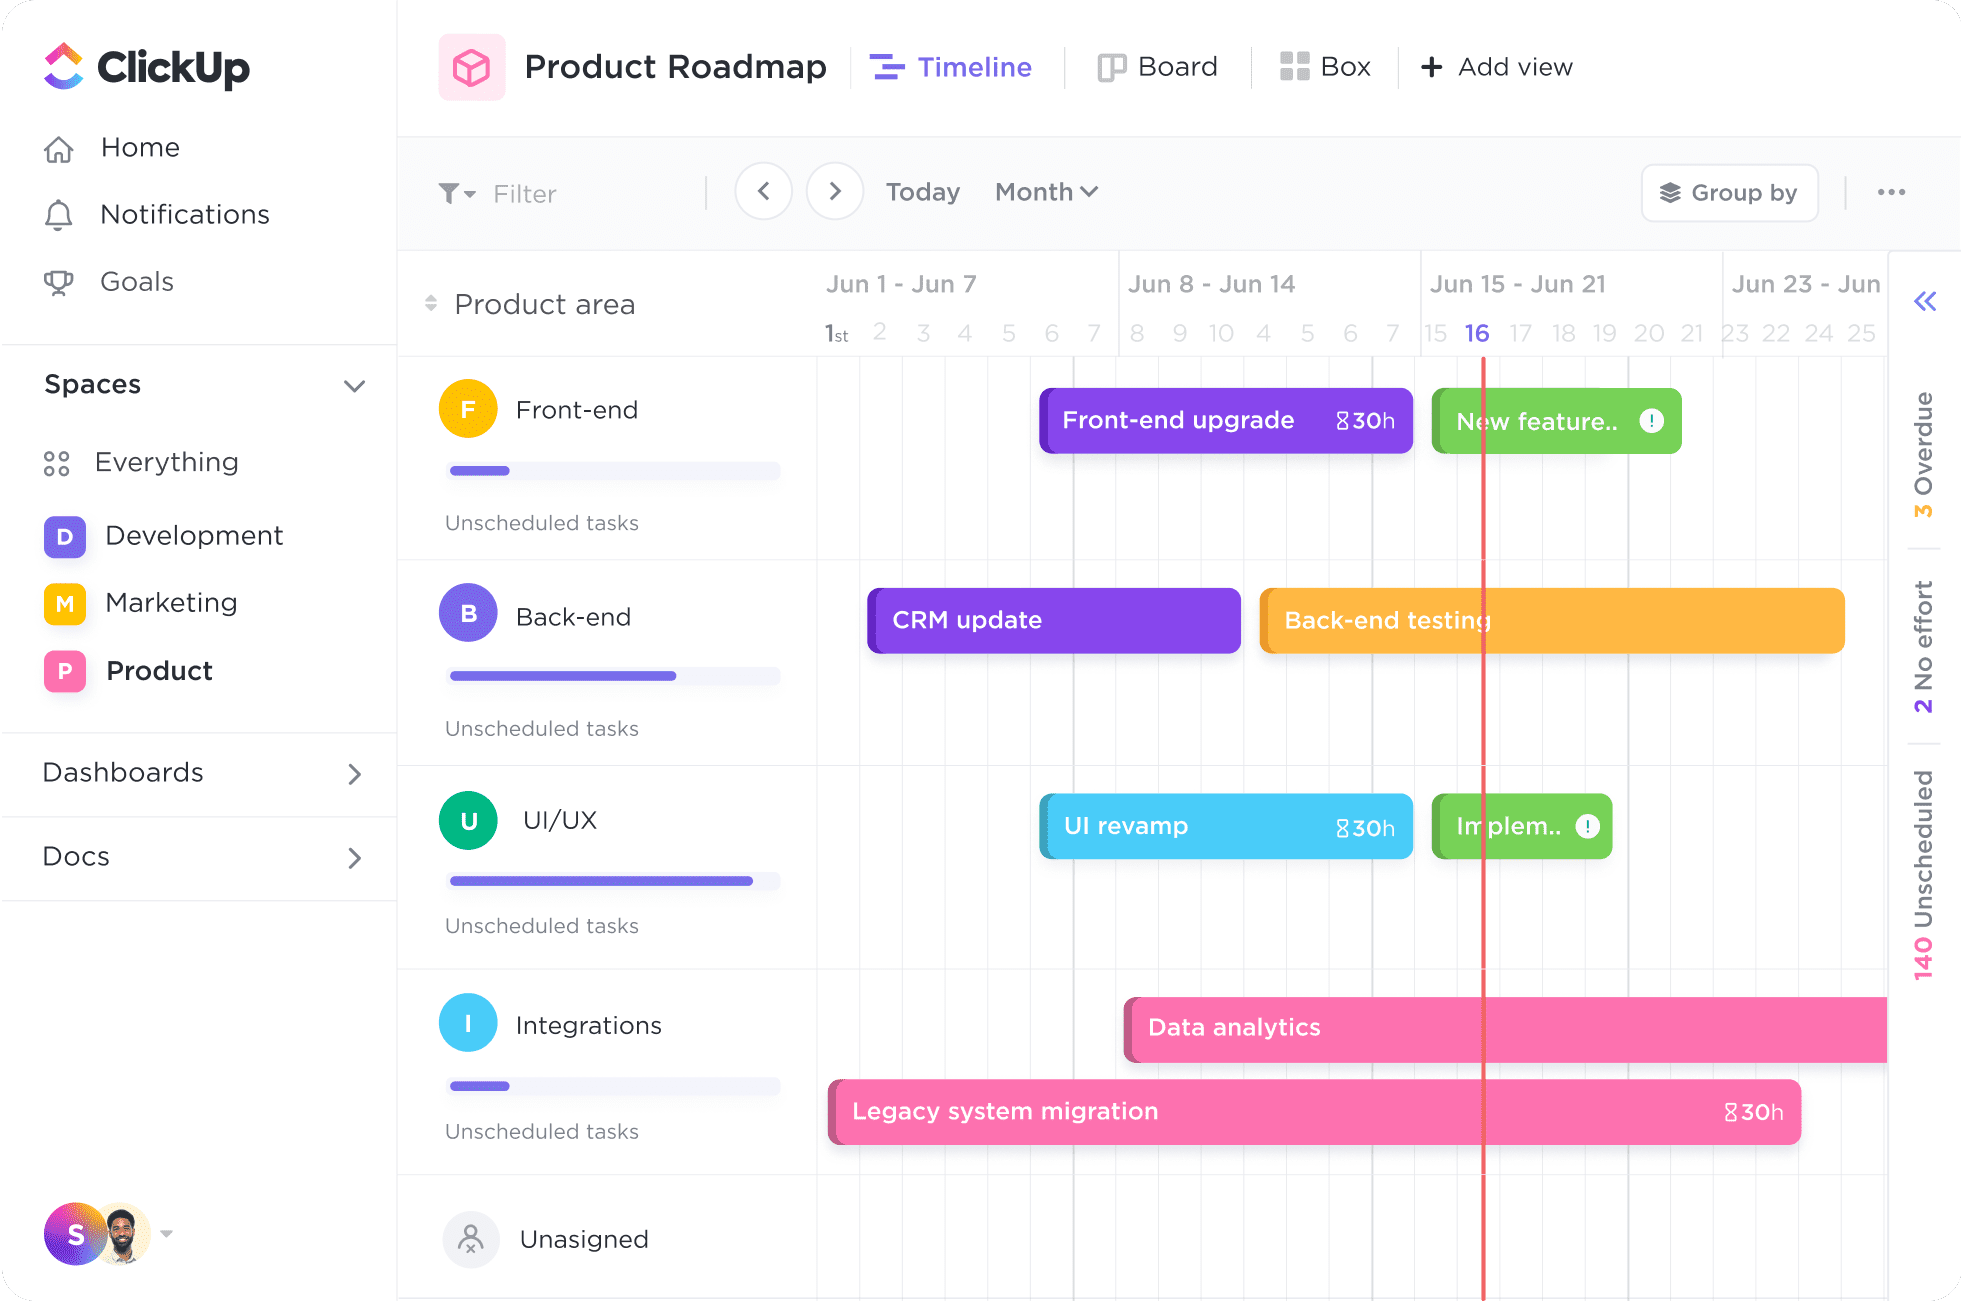 ClickUp
Home
Notifications
Goals
Spaces
Everything
D Development
M Marketing
P Product
Dashboards
Docs
S
Product Roadmap Timeline Board Box + Add view
Filter Today Month Group by ...
Product area
Jun 1 - Jun 7 Jun 8 - Jun 14 Jun 15 - Jun 21 Jun 23 - Jun
1st 2 3 4 5 6 7 8 9 10 4 5 6 7 15 16 17 18 19 20 21 23 22 24 25
F Front-end
Unscheduled tasks
Front-end upgrade 30h New feature.. !
B Back-end
Unscheduled tasks
CRM update Back-end testing
U UI/UX
Unscheduled tasks
UI revamp 30h Implem.. !
I Integrations
Unscheduled tasks
Data analytics
Legacy system migration 30h
Unasigned
3 Overdue
2 No effort
140 Unscheduled